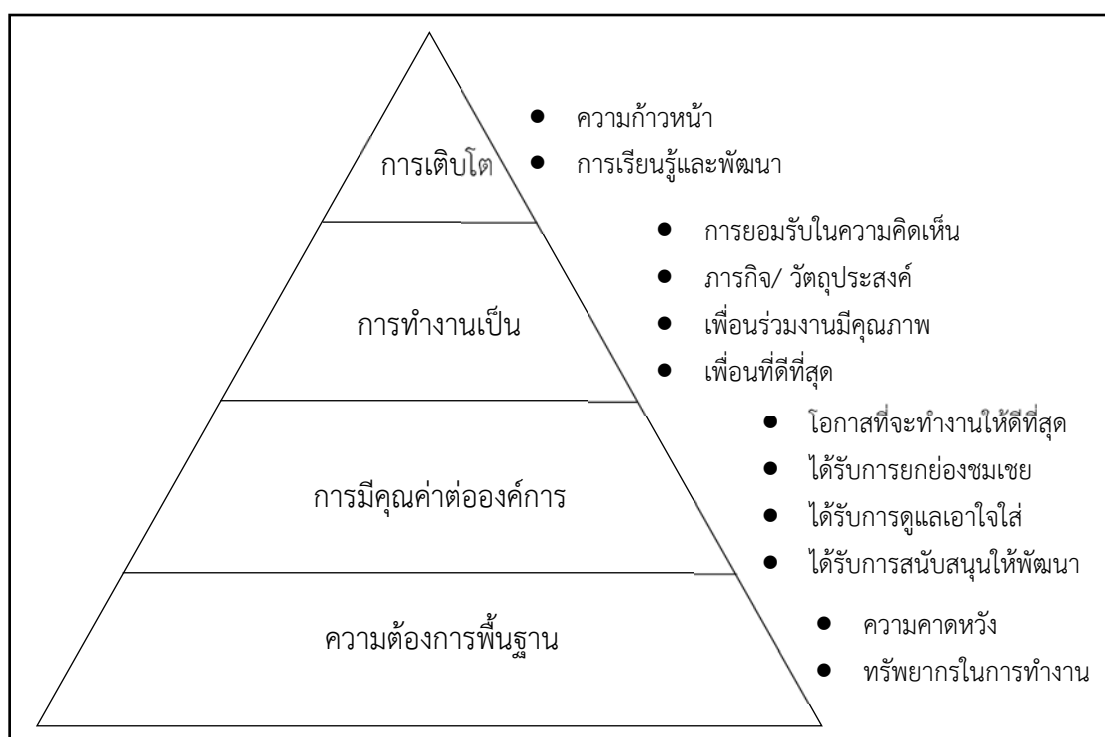 ความก้าวหน้า
การเติบโต
การเรียนรู้และพัฒนา
การยอมรับในความคิดเห็น
ภารกิจ/ วัตถุประสงค์
การทำงานเป็น
เพื่อนร่วมงานมีคุณภาพ
เพื่อนที่ดีที่สุด
โอกาสที่จะทำงานให้ดีที่สุด
ได้รับการยกย่องชมเชย
การมีคุณค่าต่อองค์การ
ได้รับการดูแลเอาใจใส่
ได้รับการสนับสนุนให้พัฒนา
ความคาดหวัง
ความต้องการพื้นฐาน
ทรัพยากรในการทำงาน